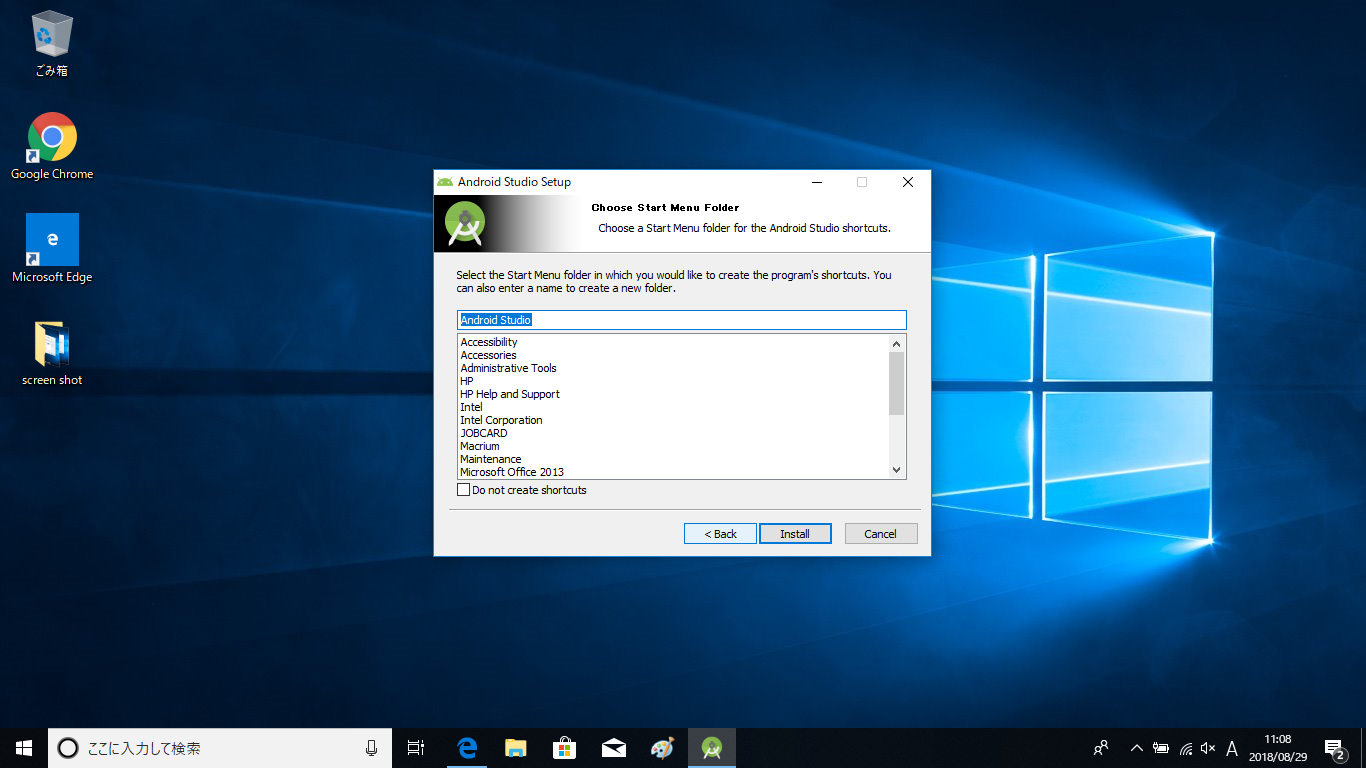 ごみ箱
Google Chrome
Microsoft Edge
screen shot
Android Studio Setup
Choose Start Menu Folder
Choose a Start Menu folder for the Android Studio shortcuts.
Select the Start Menu folder in which you would like to create the program's shortcuts. You
can also enter a name to create a new folder.
Android Studio
Accessibility
Accessories
Administrative Tools
HP
HP Help and Support
Intel
Intel Corporation
JOBCARD
Macrium
Maintenance
Microsoft Office 2013
Do not create shortcuts
< Back
Install
Cancel
ここに入力して検索
A
11:08
2018/08/29
2